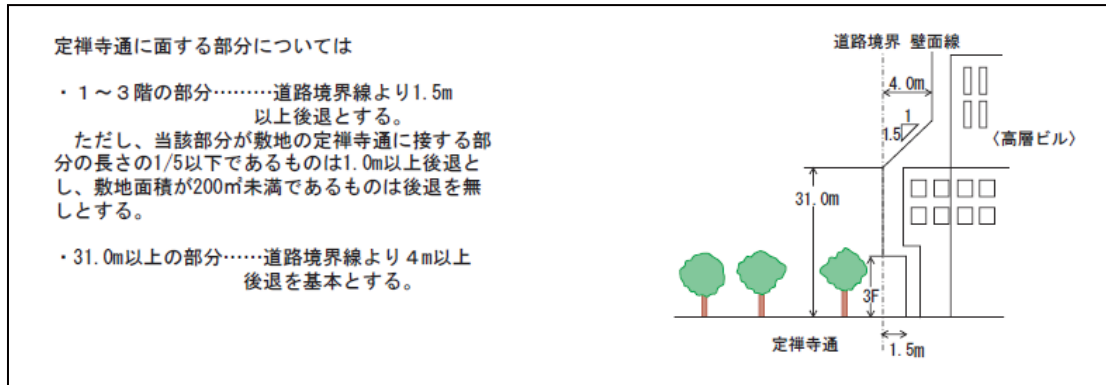 定禅寺通に面する部分については
・１～３階の部分………道路境界線より1.5m
以上後退とする。
ただし、当該部分が敷地の定禅寺通に接する部
分の長さの1/5以下であるものは1.0m以上後退と
し、敷地面積が200㎡未満であるものは後退を無
しとする。
・31.0m以上の部分……道路境界線より４m以上
後退を基本とする。
道路境界 壁面線
4.0m
1
1.5
〈高層ビル〉
31.0m
3F
定禅寺通
1.5m